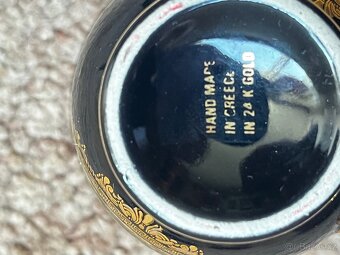 HAND MADE
IN GREECE
IN 24 K GOLD